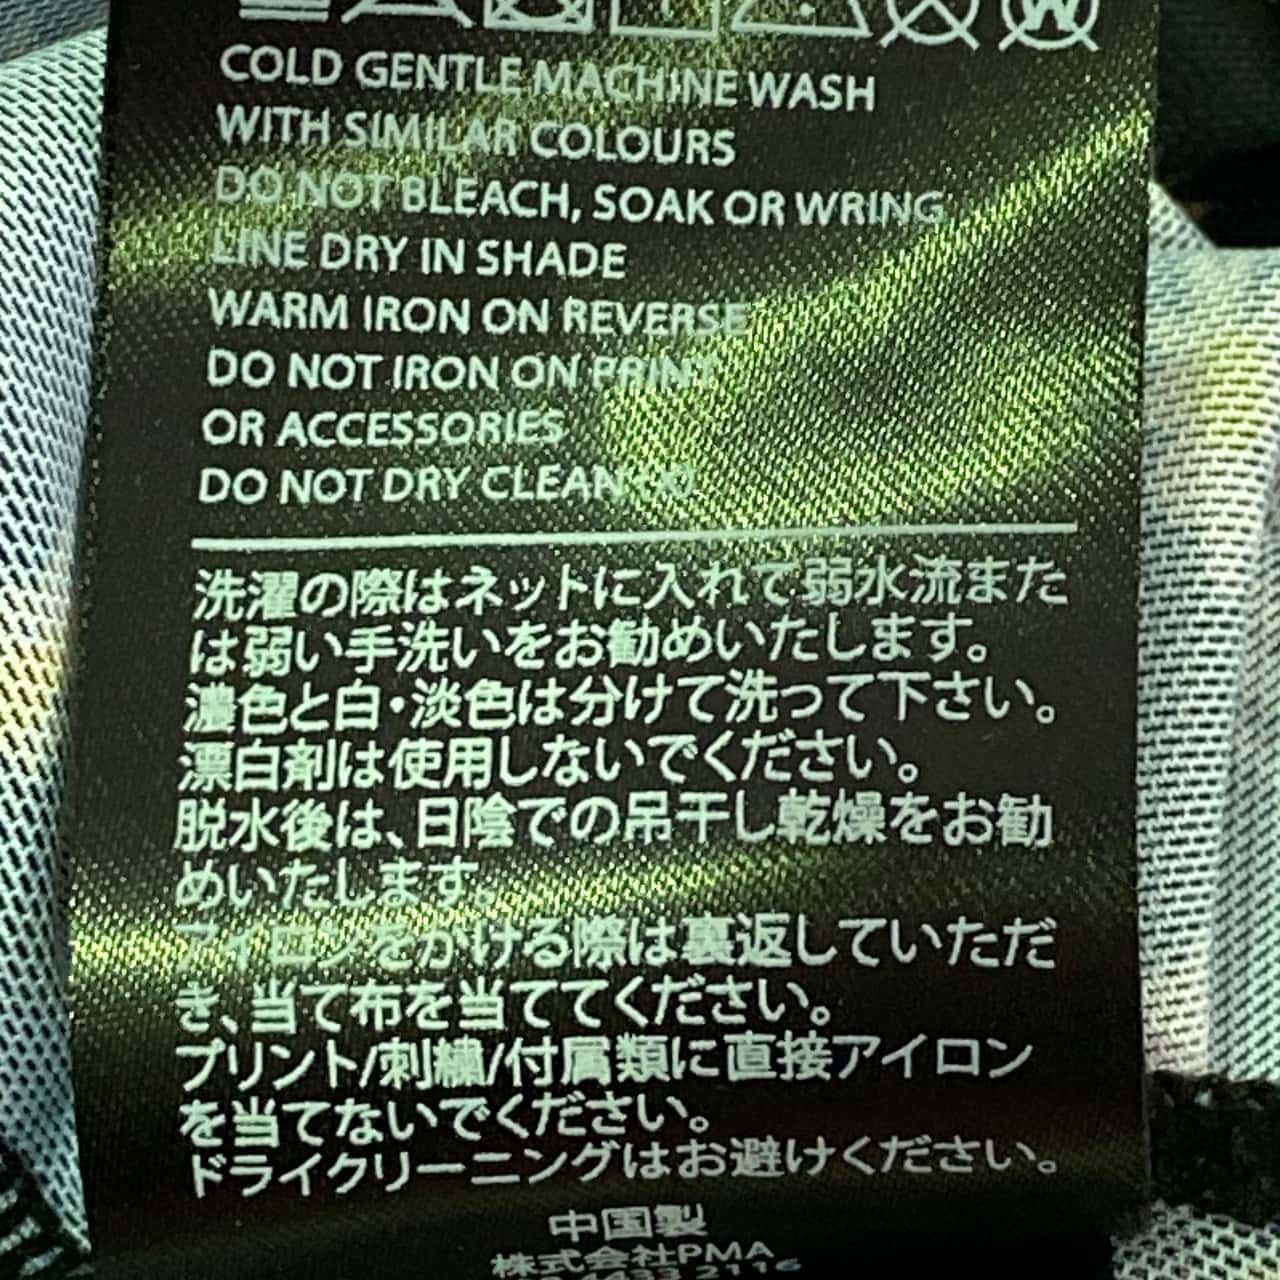 COLD GENTLE MACHINE WASH
WITH SIMILAR COLOURS
DO NOT BLEACH, SOAK OR WRING
LINE DRY IN SHADE
WARM IRON ON REVERSE
DO NOT IRON ON PRINT
OR ACCESSORIES
DO NOT DRY CLEAN
洗濯の際はネットに入れて弱水流また
は弱い手洗いをお勧めいたします。
濃色と白・淡色は分けて洗って下さい。
漂白剤は使用しないでください。
脱水後は、日陰での吊干し乾燥をお勧
めいたします。
アイロンをかける際は裏返していただ
き、当て布を当ててください。
プリント/刺繍/付属類に直接アイロン
を当てないでください。
ドライクリーニングはお避けください。
中国製
株式会社PMA
4433 2116